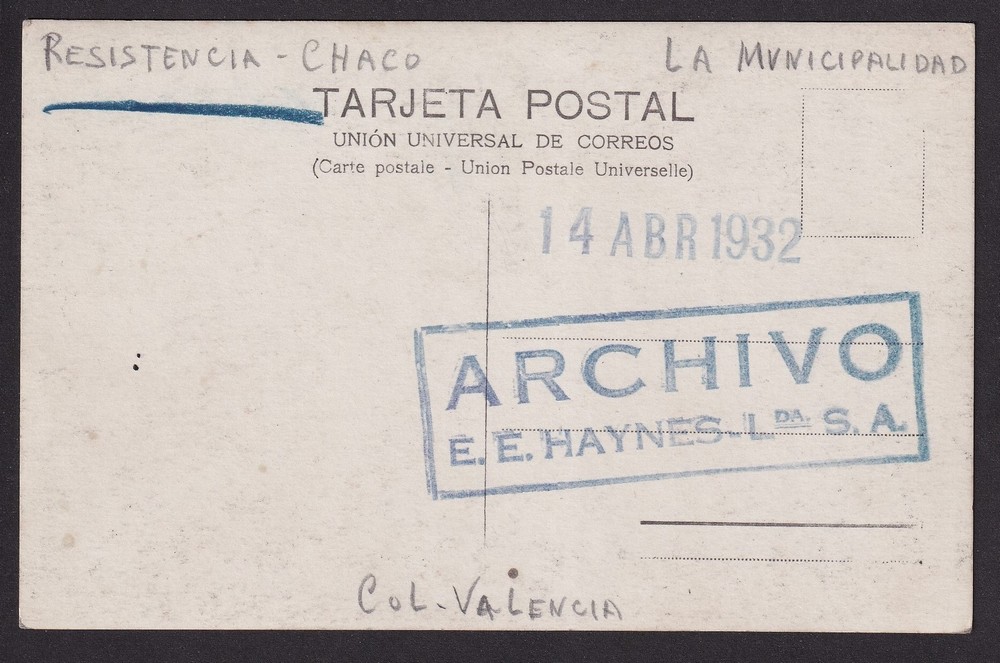 RESISTENCIA - CHACO
LA MVNICIPALIDAD
TARJETA POSTAL
UNIÓN UNIVERSAL DE CORREOS
(Carte postale - Union Postale Universelle)
14 ABR 1932
ARCHIVO
E. E. HAYNES-LDA. S. A.
COL. VALENCIA